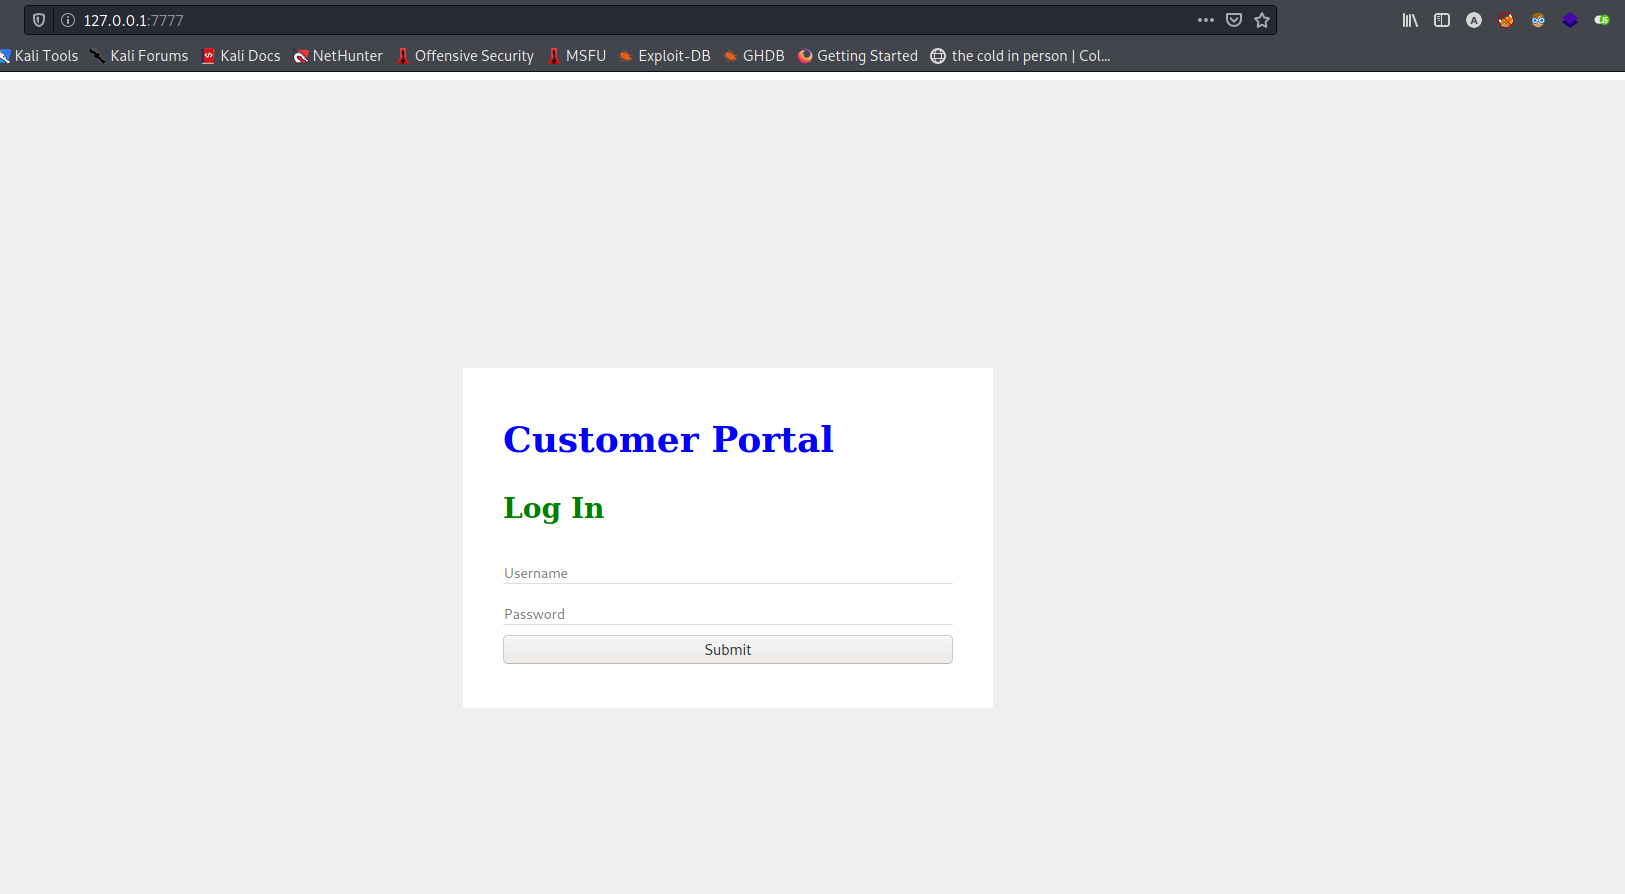 127.0.0.1:7777
Kali Tools Kali Forums Kali Docs NetHunter Offensive Security MSFU Exploit-DB GHDB Getting Started the cold in person | Col...
Customer Portal
Log In
Username
Password
Submit